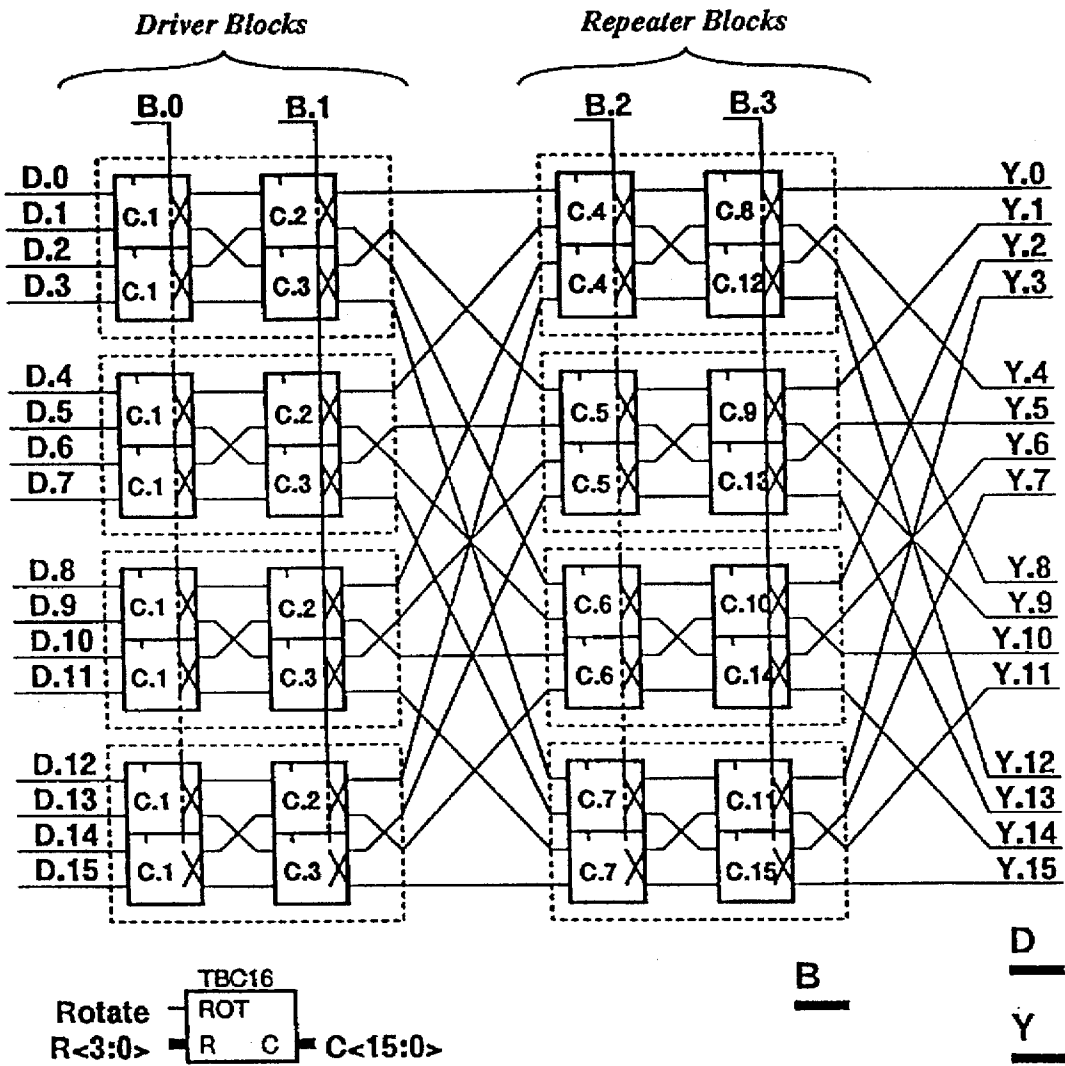 Driver Blocks Repeater Blocks
B.0 B.1 B.2 B.3
D.0 Y.0
D.1 C.1 C.2 C.4 C.8 Y.1
D.2 Y.2
D.3 C.1 C.3 C.4 C.12 Y.3
D.4 Y.4
D.5 C.1 C.2 C.5 C.9 Y.5
D.6 Y.6
D.7 C.1 C.3 C.5 C.13 Y.7
D.8 Y.8
D.9 C.1 C.2 C.6 C.10 Y.9
D.10 Y.10
D.11 C.1 C.3 C.6 C.14 Y.11
D.12 Y.12
D.13 C.1 C.2 C.7 C.11 Y.13
D.14 Y.14
D.15 C.1 C.3 C.7 C.15 Y.15
TBC16
Rotate ROT
R<3:0> R C C<15:0>
B
D
Y